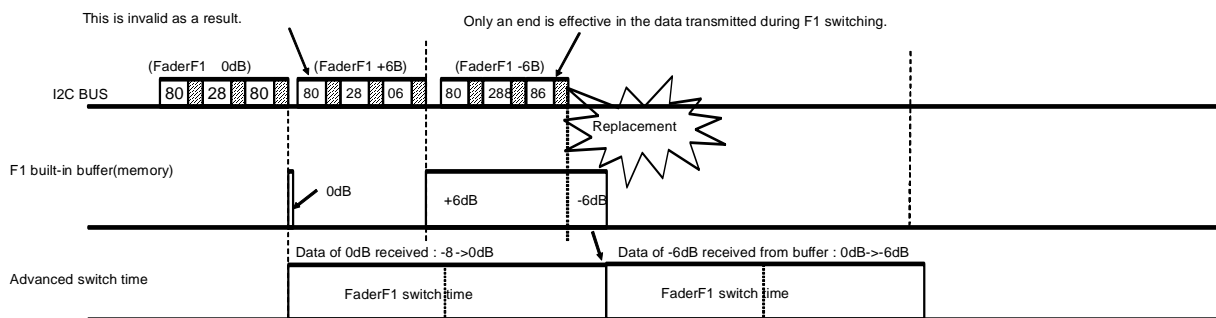 This is invalid as a result.
Only an end is effective in the data transmitted during F1 switching.
(FaderF1 0dB)
(FaderF1 +6B)
(FaderF1 -6B)
I2C BUS
80 28 80
80 28 06
80 288 86
Replacement
F1 built-in buffer(memory)
0dB
+6dB
-6dB
Data of 0dB received : -8->0dB
Data of -6dB received from buffer : 0dB->-6dB
Advanced switch time
FaderF1 switch time
FaderF1 switch time